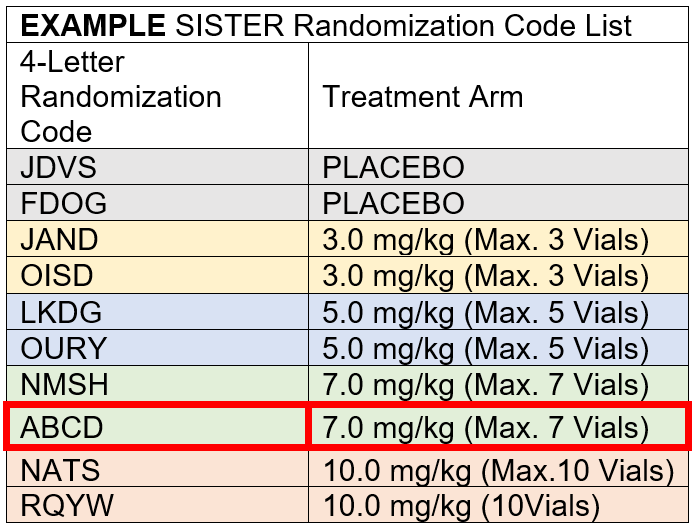 EXAMPLE SISTER Randomization Code List
4-Letter
Randomization
Code
Treatment Arm
JDVS PLACEBO
FDOG PLACEBO
JAND 3.0 mg/kg (Max. 3 Vials)
OISD 3.0 mg/kg (Max. 3 Vials)
LKDG 5.0 mg/kg (Max. 5 Vials)
OURY 5.0 mg/kg (Max. 5 Vials)
NMSH 7.0 mg/kg (Max. 7 Vials)
ABCD 7.0 mg/kg (Max. 7 Vials)
NATS 10.0 mg/kg (Max.10 Vials)
RQYW 10.0 mg/kg (10Vials)